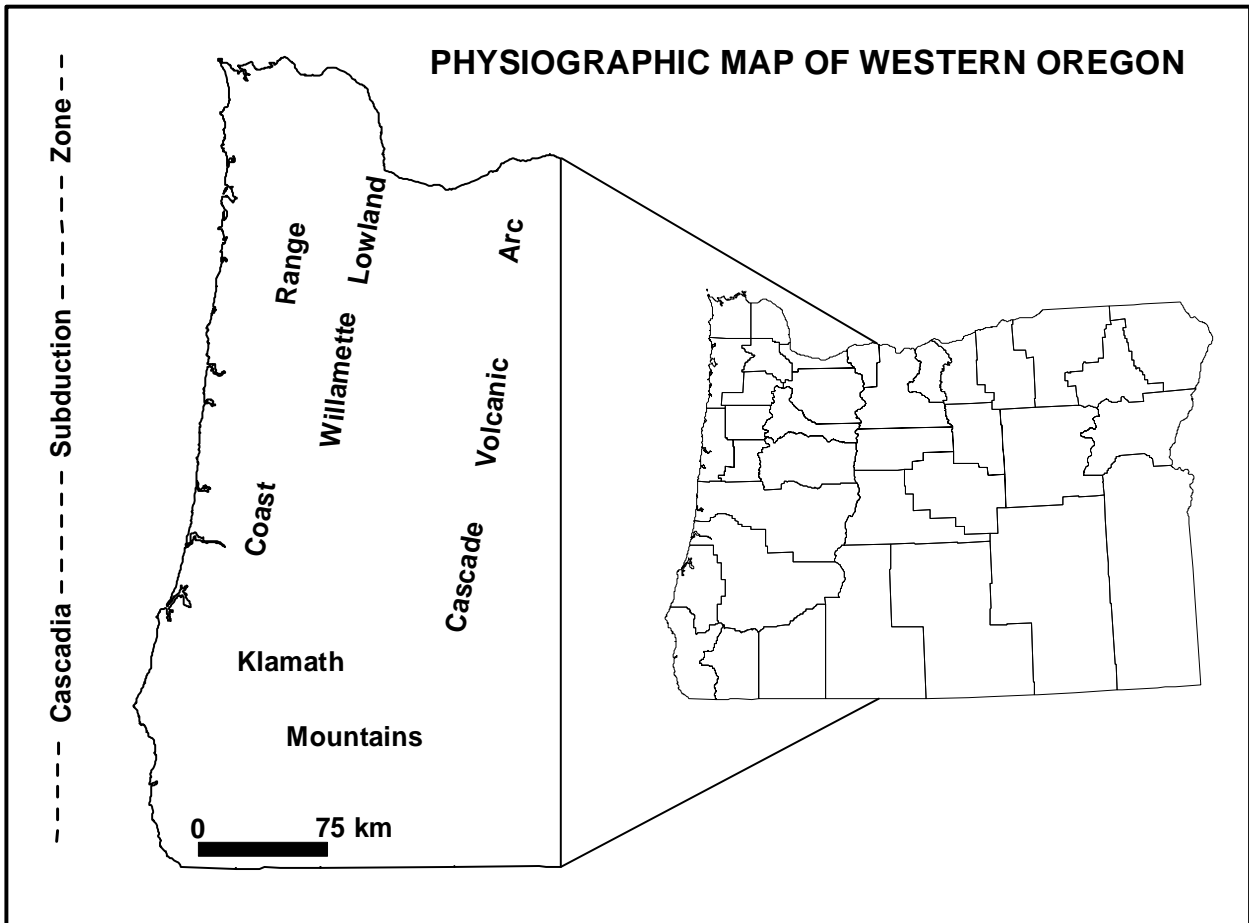 PHYSIOGRAPHIC MAP OF WESTERN OREGON
Cascadia Subduction Zone
Coast Range
Willamette Lowland
Cascade Volcanic Arc
Klamath
Mountains
0 75 km